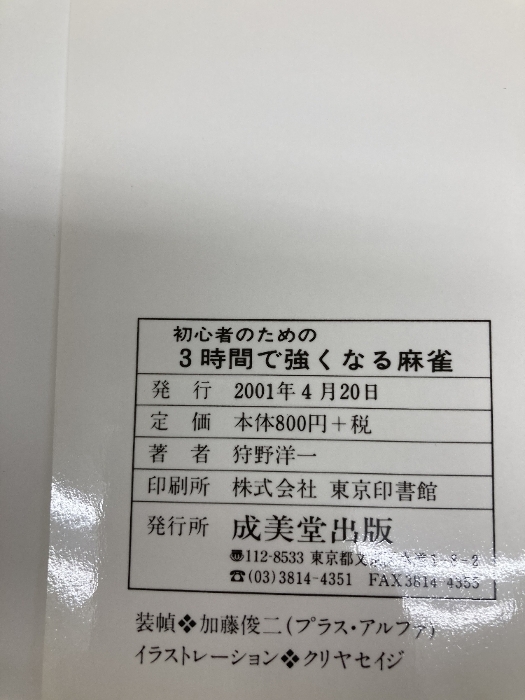 初心者のための
3時間で強くなる麻雀
発 行 2001年4月20日
定 価 本体800円+税
著 者 狩野洋一
印刷所 株式会社 東京印書館
発行所 成美堂出版
〠112-8533 東京都文
☎(03)3814-4351 FAX 3814-4355
装幀❖加藤俊二(プラス・アルファ)
イラストレーション❖クリヤセイジ